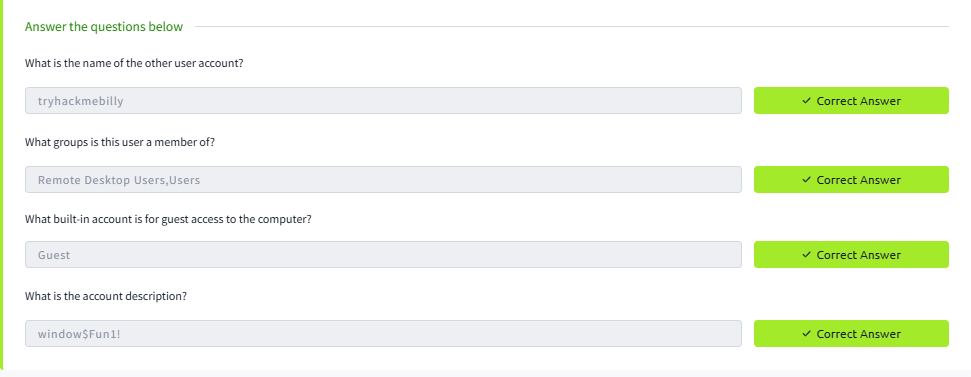 Answer the questions below
What is the name of the other user account?
tryhackmebilly
✓ Correct Answer
What groups is this user a member of?
Remote Desktop Users,Users
✓ Correct Answer
What built-in account is for guest access to the computer?
Guest
✓ Correct Answer
What is the account description?
window$Fun1!
✓ Correct Answer